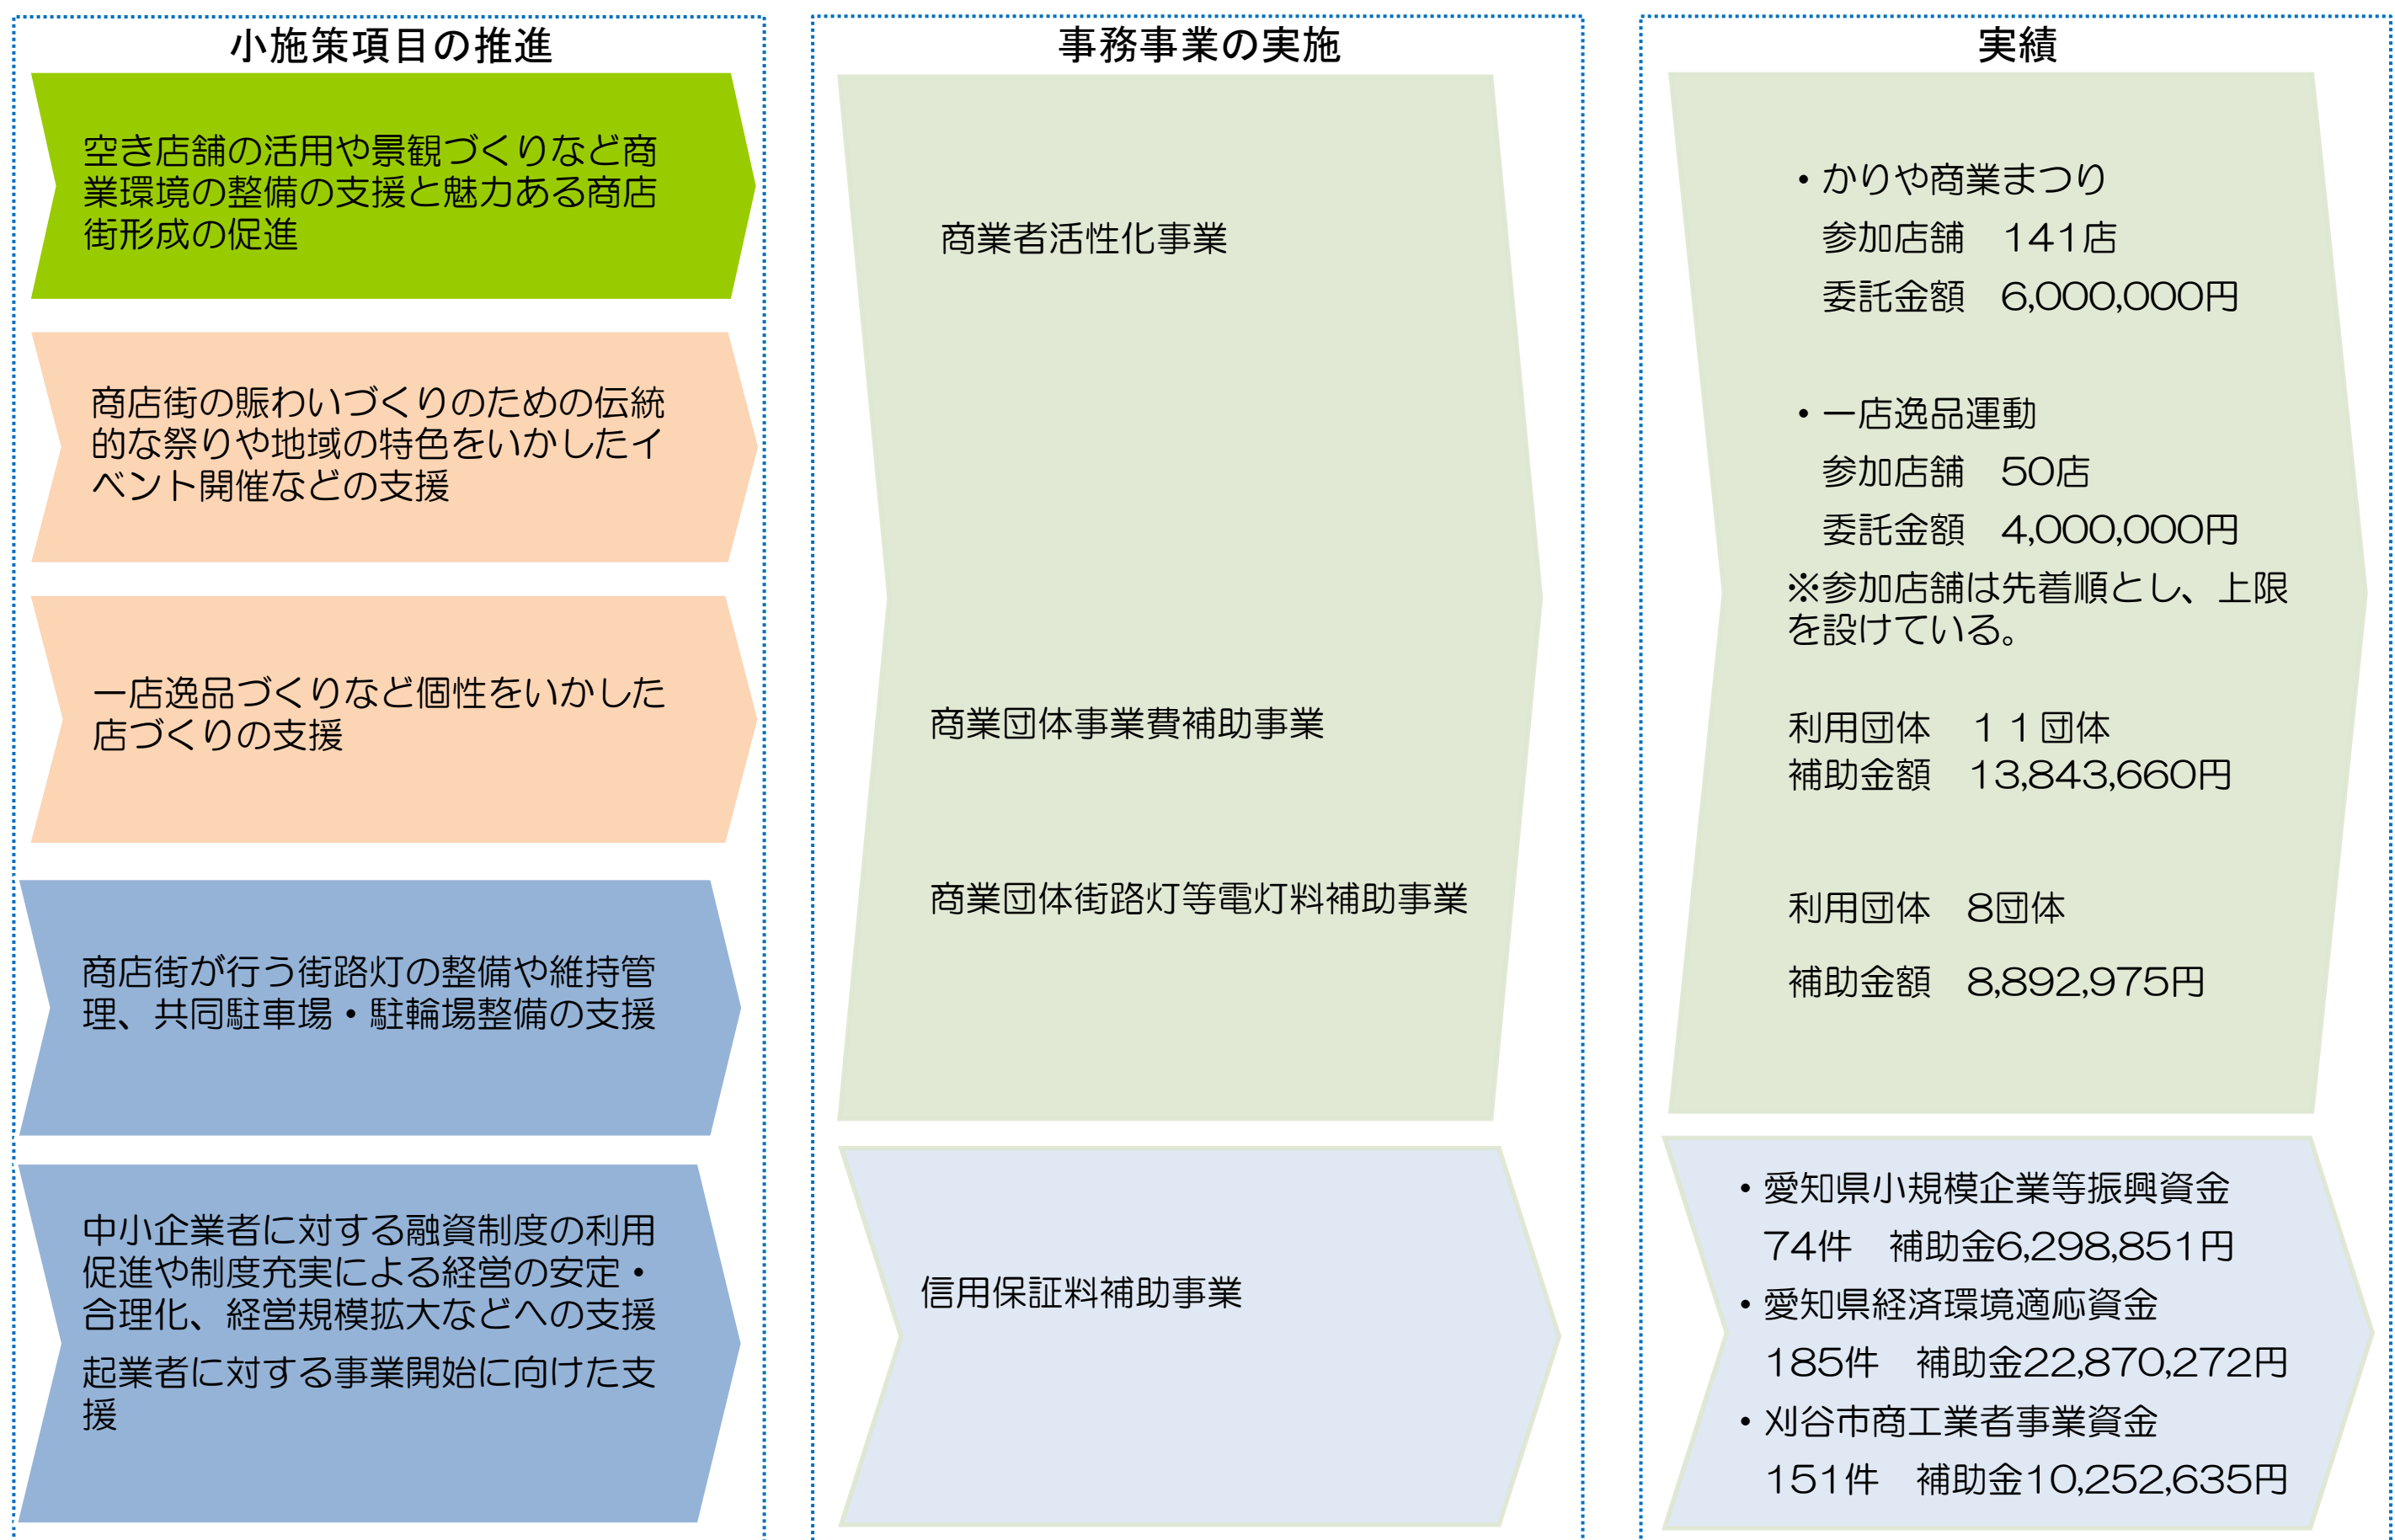 小施策項目の推進
空き店舗の活用や景観づくりなど商
業環境の整備の支援と魅力ある商店
街形成の促進
商店街の賑わいづくりのための伝統
的な祭りや地域の特色をいかしたイ
ベント開催などの支援
一店逸品づくりなど個性をいかした
店づくりの支援
商店街が行う街路灯の整備や維持管
理、共同駐車場・駐輪場整備の支援
中小企業者に対する融資制度の利用
促進や制度充実による経営の安定・
合理化、経営規模拡大などへの支援
起業者に対する事業開始に向けた支
援
事務事業の実施
商業者活性化事業
商業団体事業費補助事業
商業団体街路灯等電灯料補助事業
信用保証料補助事業
実績
・かりや商業まつり
参加店舗　141店
委託金額　6,000,000円
・一店逸品運動
参加店舗　50店
委託金額　4,000,000円
※参加店舗は先着順とし、上限
を設けている。
利用団体　１１団体
補助金額　13,843,660円
利用団体　8団体
補助金額　8,892,975円
・愛知県小規模企業等振興資金
74件　補助金6,298,851円
・愛知県経済環境適応資金
185件　補助金22,870,272円
・刈谷市商工業者事業資金
151件　補助金10,252,635円